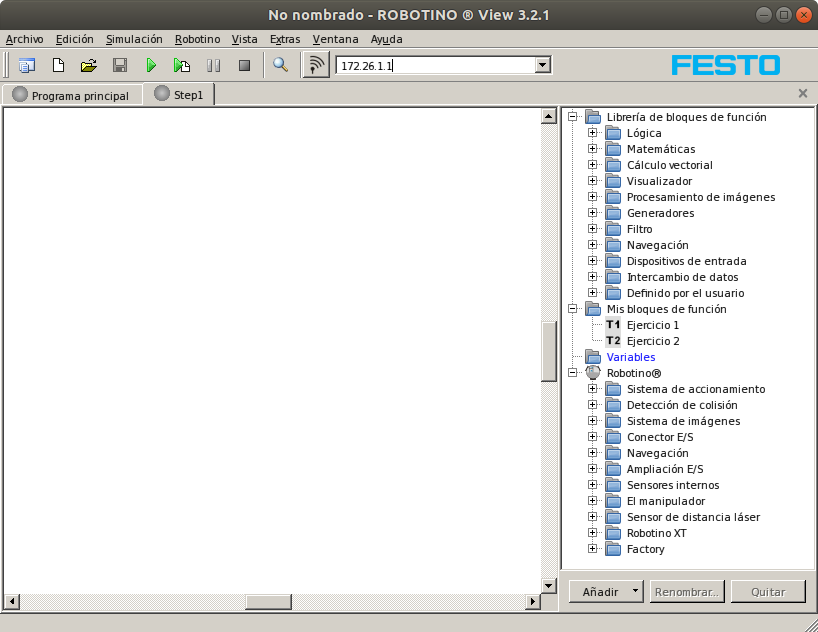 No nombrado - ROBOTINO ® View 3.2.1
Archivo Edición Simulación Robotino Vista Extras Ventana Ayuda
172.26.1.1
FESTO
Programa principal
Step1
Librería de bloques de función
Lógica
Matemáticas
Cálculo vectorial
Visualizador
Procesamiento de imágenes
Generadores
Filtro
Navegación
Dispositivos de entrada
Intercambio de datos
Definido por el usuario
Mis bloques de función
T1 Ejercicio 1
T2 Ejercicio 2
Variables
Robotino®
Sistema de accionamiento
Detección de colisión
Sistema de imágenes
Conector E/S
Navegación
Ampliación E/S
Sensores internos
El manipulador
Sensor de distancia láser
Robotino XT
Factory
Añadir
Renombrar...
Quitar